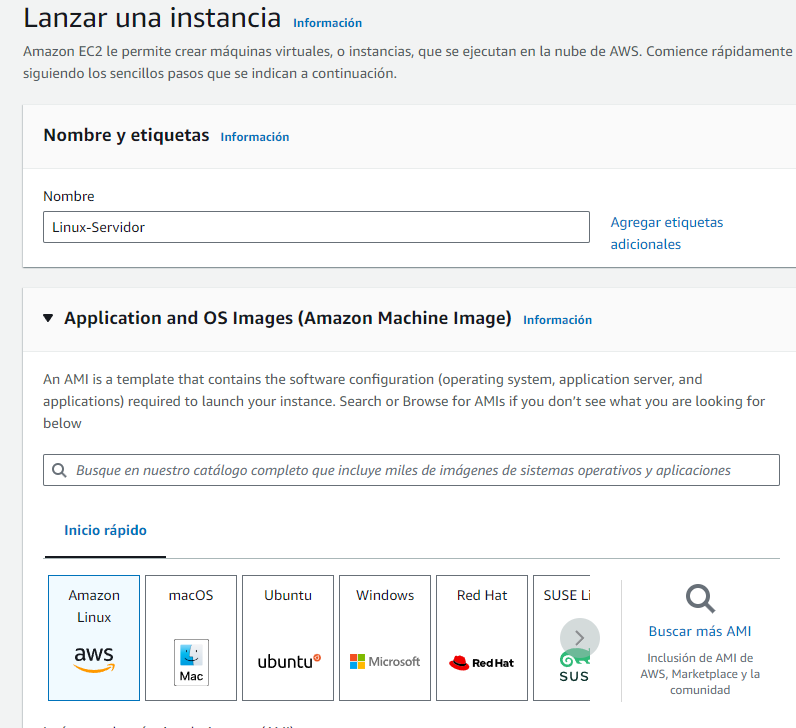 Lanzar una instancia Información
Amazon EC2 le permite crear máquinas virtuales, o instancias, que se ejecutan en la nube de AWS. Comience rápidamente
siguiendo los sencillos pasos que se indican a continuación.
Nombre y etiquetas Información
Nombre
Linux-Servidor
Agregar etiquetas
adicionales
Application and OS Images (Amazon Machine Image) Información
An AMI is a template that contains the software configuration (operating system, application server, and
applications) required to launch your instance. Search or Browse for AMIs if you don't see what you are looking for
below
Busque en nuestro catálogo completo que incluye miles de imágenes de sistemas operativos y aplicaciones
Inicio rápido
Amazon
Linux
aws
macOS
Mac
Ubuntu
ubuntu
Windows
Microsoft
Red Hat
Red Hat
SUSE Li
SUS
Buscar más AMI
Inclusión de AMI de
AWS, Marketplace y la
comunidad